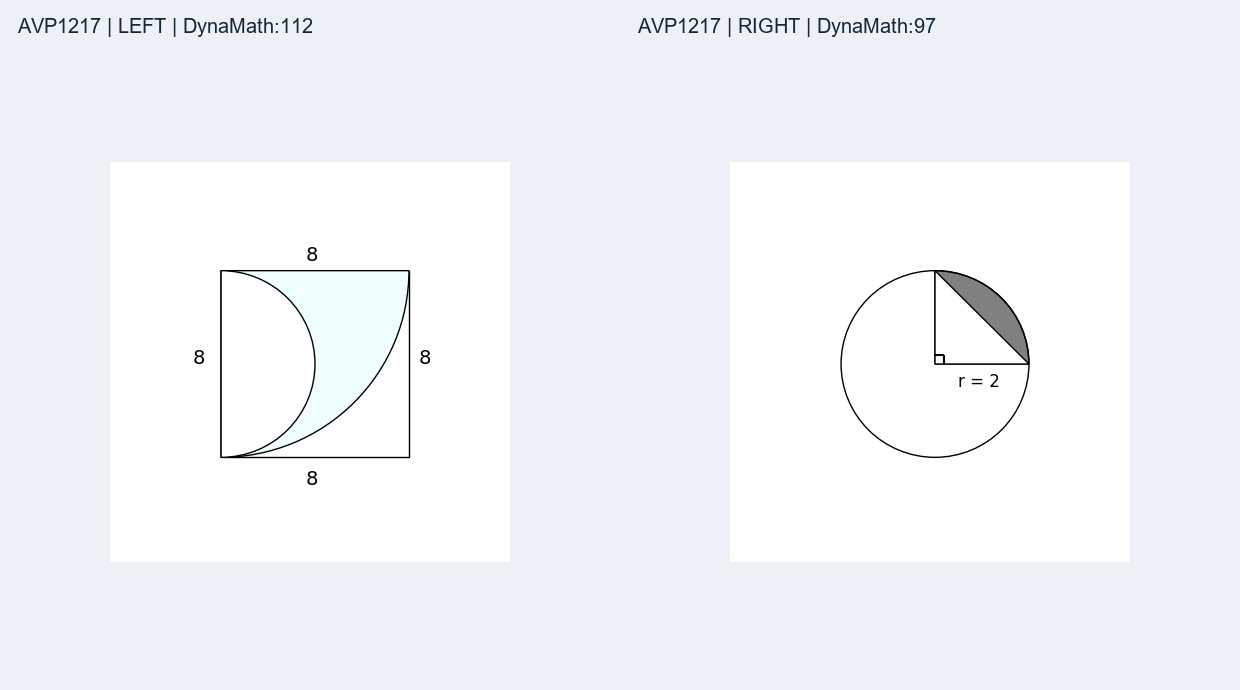 AVP1217 | LEFT | DynaMath:112
AVP1217 | RIGHT | DynaMath:97
8
8
8
8
r = 2